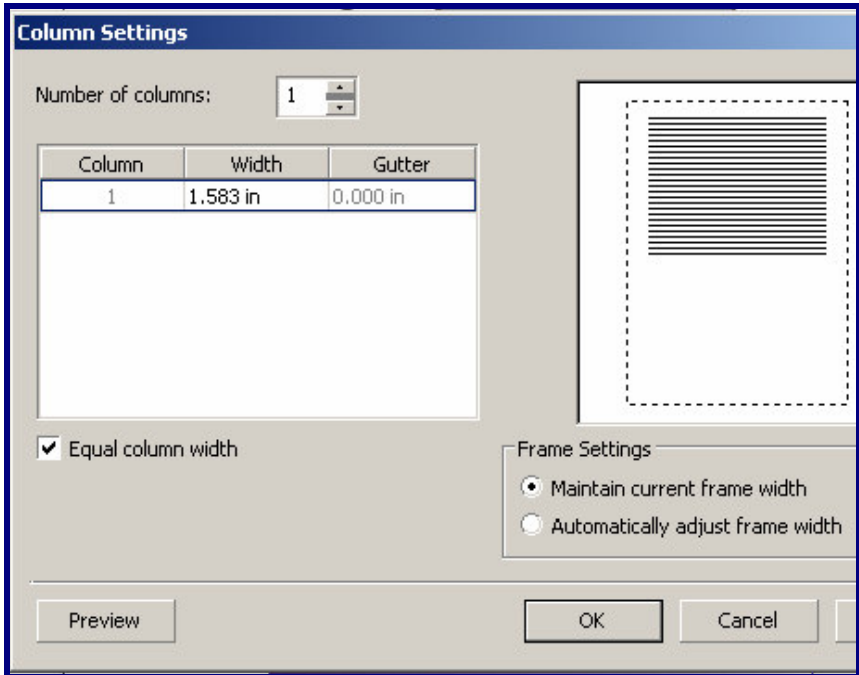 Column Settings
Number of columns: 1
Column Width Gutter
1 1.583 in 0.000 in
Equal column width
Frame Settings
Maintain current frame width
Automatically adjust frame width
Preview OK Cancel